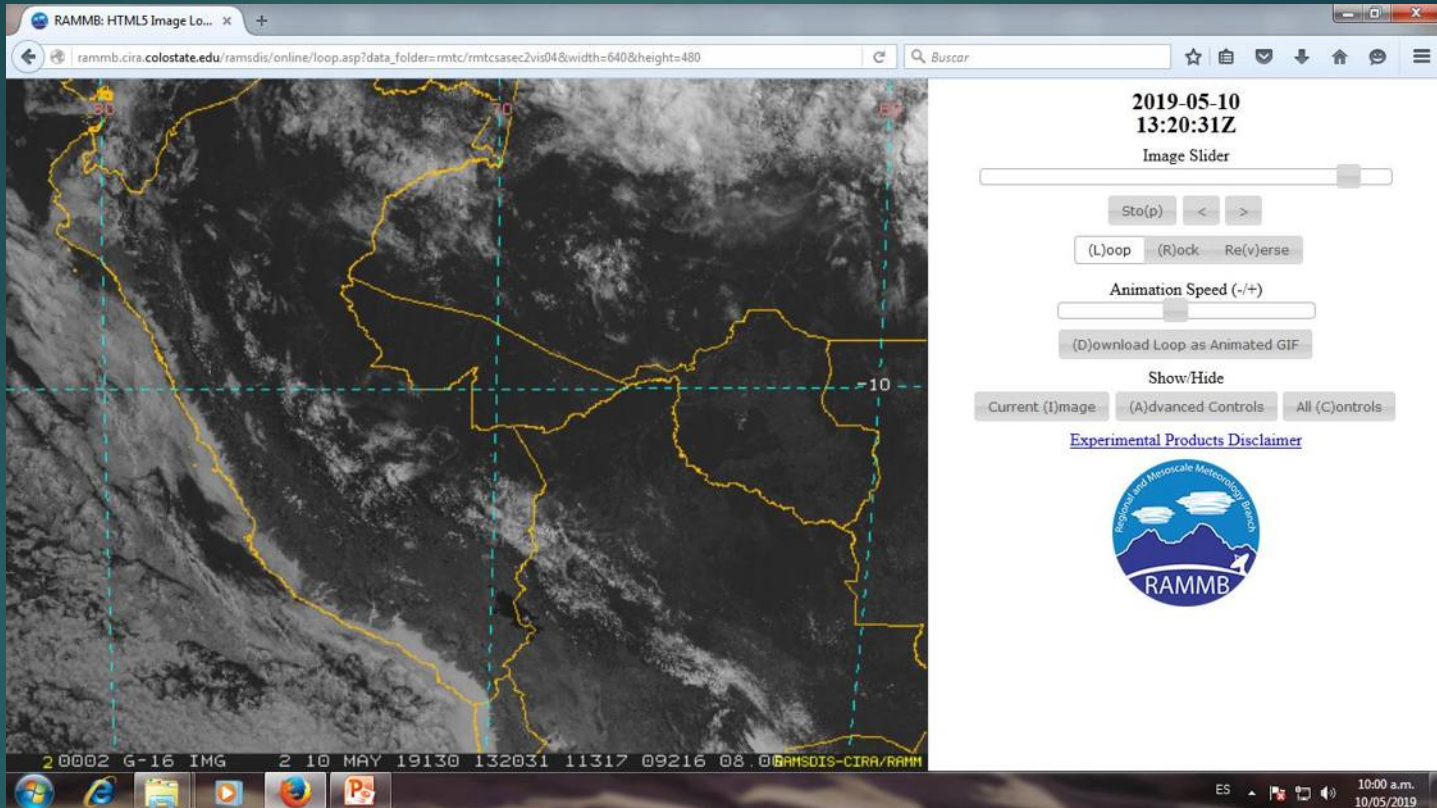 RAMMB: HTML5 Image Lo...
rammb.cira.colostate.edu/ramsdis/online/loop.asp?data_folder=rmtc/rmtcsasec2vis04&width=640&height=480
Buscar
80
70
-10
2019-05-10
13:20:31Z
Image Slider
Sto(p) < >
(L)oop (R)ock Re(v)erse
Animation Speed (-/+)
(D)ownload Loop as Animated GIF
Show/Hide
Current (I)mage (A)dvanced Controls All (C)ontrols
Experimental Products Disclaimer
Regional and Mesoscale Meteorology Branch
RAMMB
2 0002 G-16 IMG 2 10 MAY 19130 132031 11317 09216 08.00 RAMSDIS-CIRA/RAMM
ES
10:00 a.m.
10/05/2019